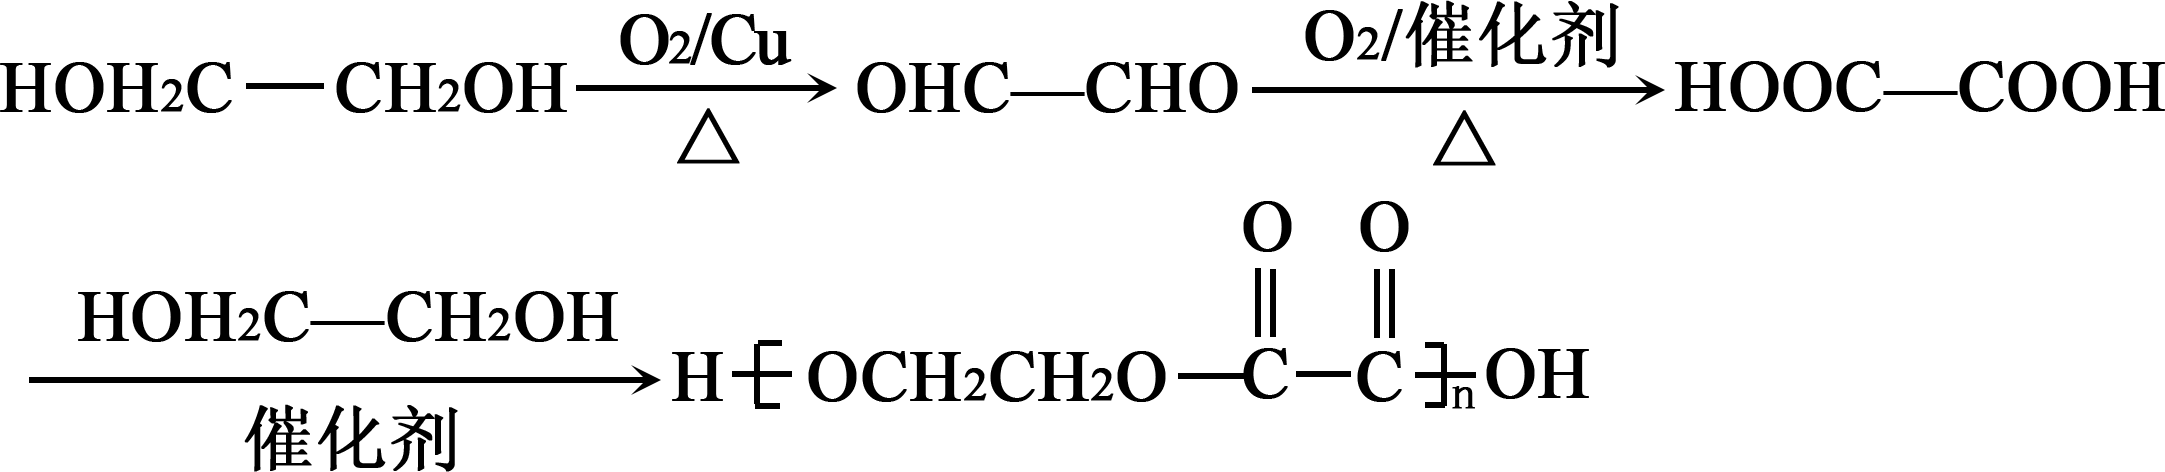 HOH2C—CH2OH O2/Cu △ OHC—CHO O2/催化剂 △ HOOC—COOH
HOH2C—CH2OH
催化剂
O O
H[OCH2CH2O—C—C]nOH